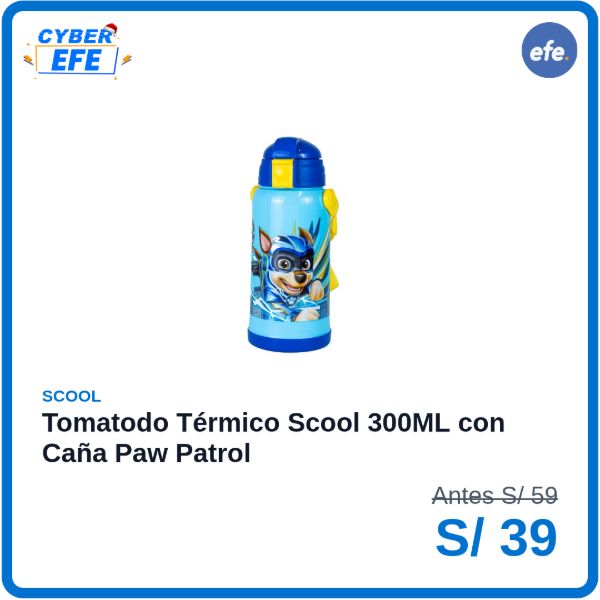 CYBER
EFE
efe.
SCOOL
Tomatodo Térmico Scool 300ML con
Caña Paw Patrol
Antes S/ 59
S/ 39